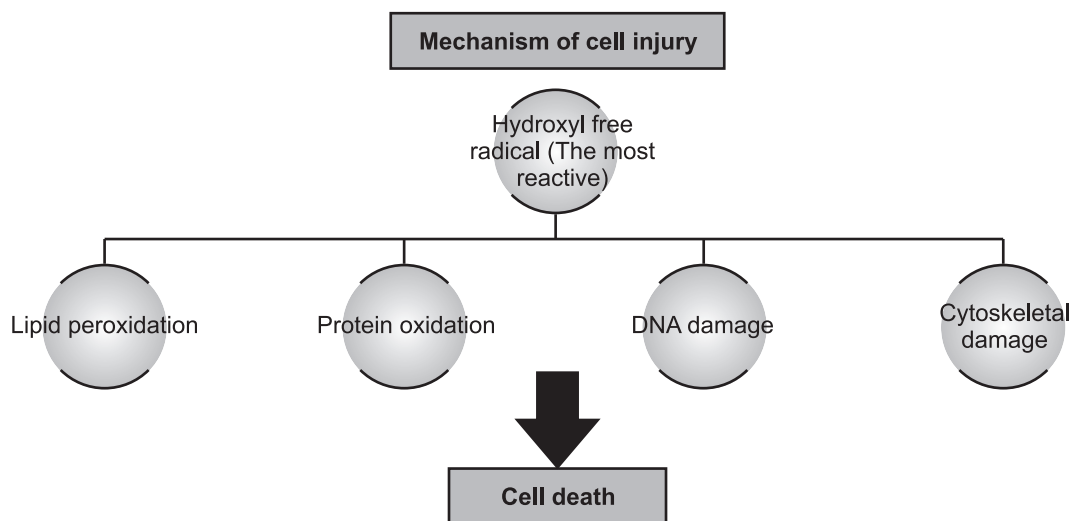 Mechanism of cell injury
Hydroxyl free
radical (The most
reactive)
Lipid peroxidation
Protein oxidation
DNA damage
Cytoskeletal
damage
Cell death